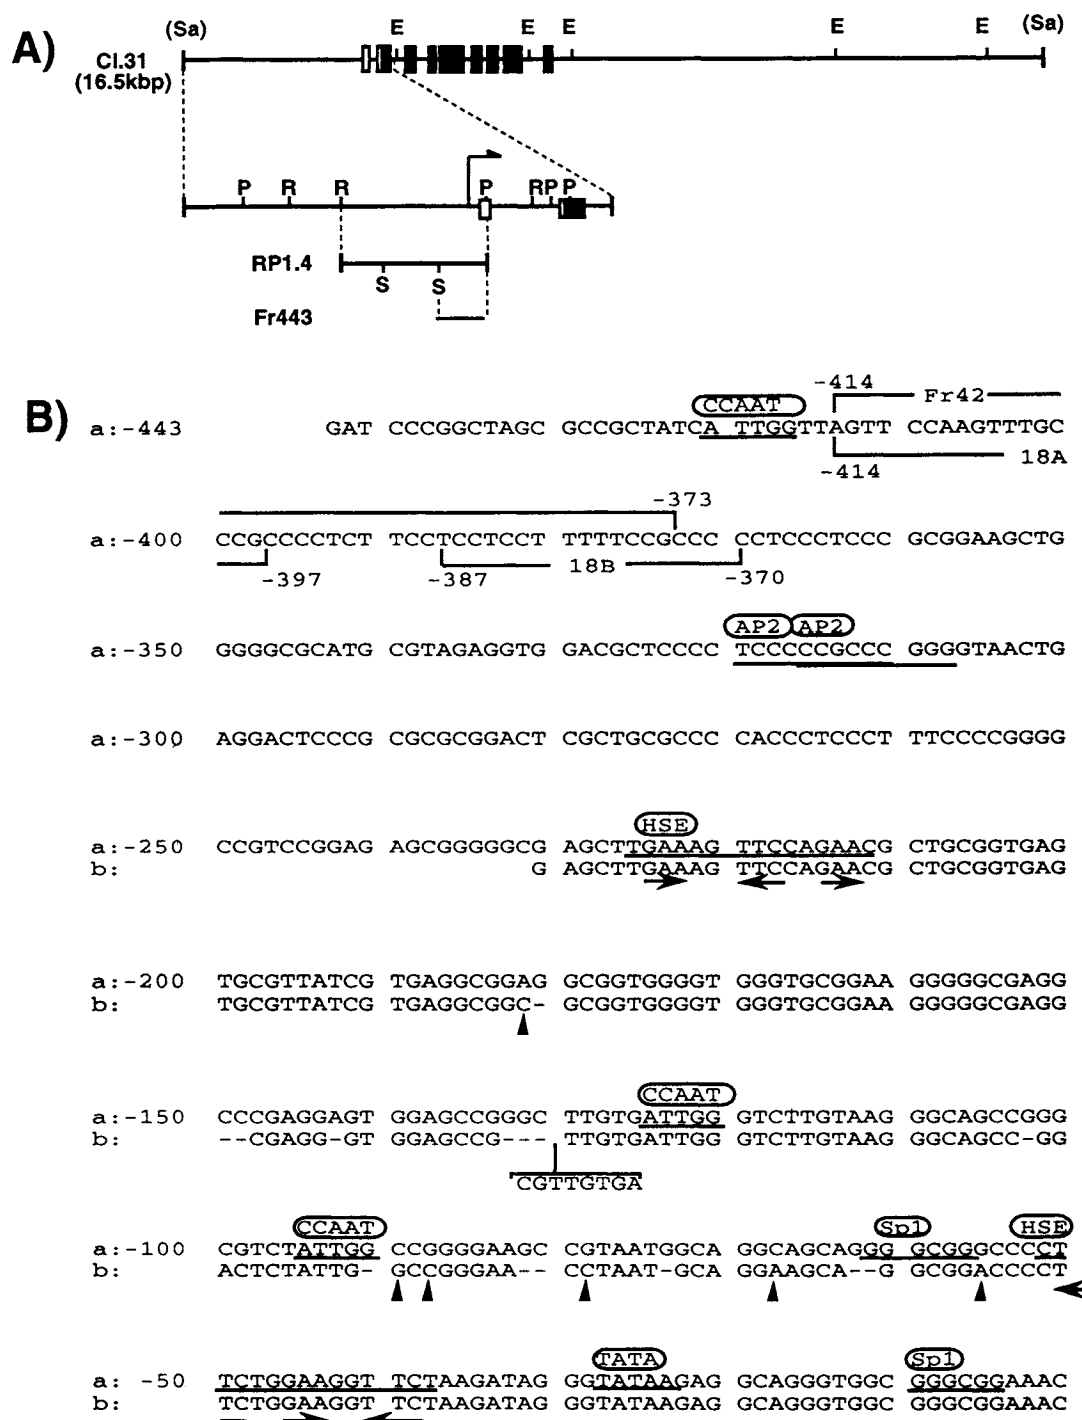 A)
(Sa) E E E E E (Sa)
Cl.31
(16.5kbp)
P R R P RP P
RP1.4
S S
Fr443
B)
-414 Fr42
CCAAT
a:-443 GAT CCCGGCTAGC GCCGCTATCA TTGGTTAGTT CCAAGTTTGC
-414 18A
-373
a:-400 CCGCCCCTCT TCCTCCTCCT TTTTCCGCCC CCTCCCTCCC GCGGAAGCTG
-397 -387 18B -370
AP2 AP2
a:-350 GGGGCGCATG CGTAGAGGTG GACGCTCCCC TCCCCCGCCC GGGGTAACTG
a:-300 AGGACTCCCG CGCGCGGACT CGCTGCGCCC CACCCTCCCT TTCCCCGGGG
HSE
a:-250 CCGTCCGGAG AGCGGGGGCG AGCTTGAAAG TTCCAGAACG CTGCGGTGAG
b: G AGCTTGAAAG TTCCAGAACG CTGCGGTGAG
a:-200 TGCGTTATCG TGAGGCGGAG GCGGTGGGGT GGGTGCGGAA GGGGGCGAGG
b: TGCGTTATCG TGAGGCGGC- GCGGTGGGGT GGGTGCGGAA GGGGGCGAGG
CCAAT
a:-150 CCCGAGGAGT GGAGCCGGGC TTGTGATTGG GTCTTGTAAG GGCAGCCGGG
b: --CGAGG-GT GGAGCCG--- TTGTGATTGG GTCTTGTAAG GGCAGCC-GG
CGTTGTGA
CCAAT Sp1 HSE
a:-100 CGTCTATTGG CCGGGGAAGC CGTAATGGCA GGCAGCAGGG GCGGGCCCCT
b: ACTCTATTG- GCCGGGAA-- CCTAAT-GCA GGAAGCA--G GCGGACCCCT
TATA Sp1
a: -50 TCTGGAAGGT TCTAAGATAG GGTATAAGAG GCAGGGTGGC GGGCGGAAAC
b: TCTGGAAGGT TCTAAGATAG GGTATAAGAG GCAGGGTGGC GGGCGGAAAC